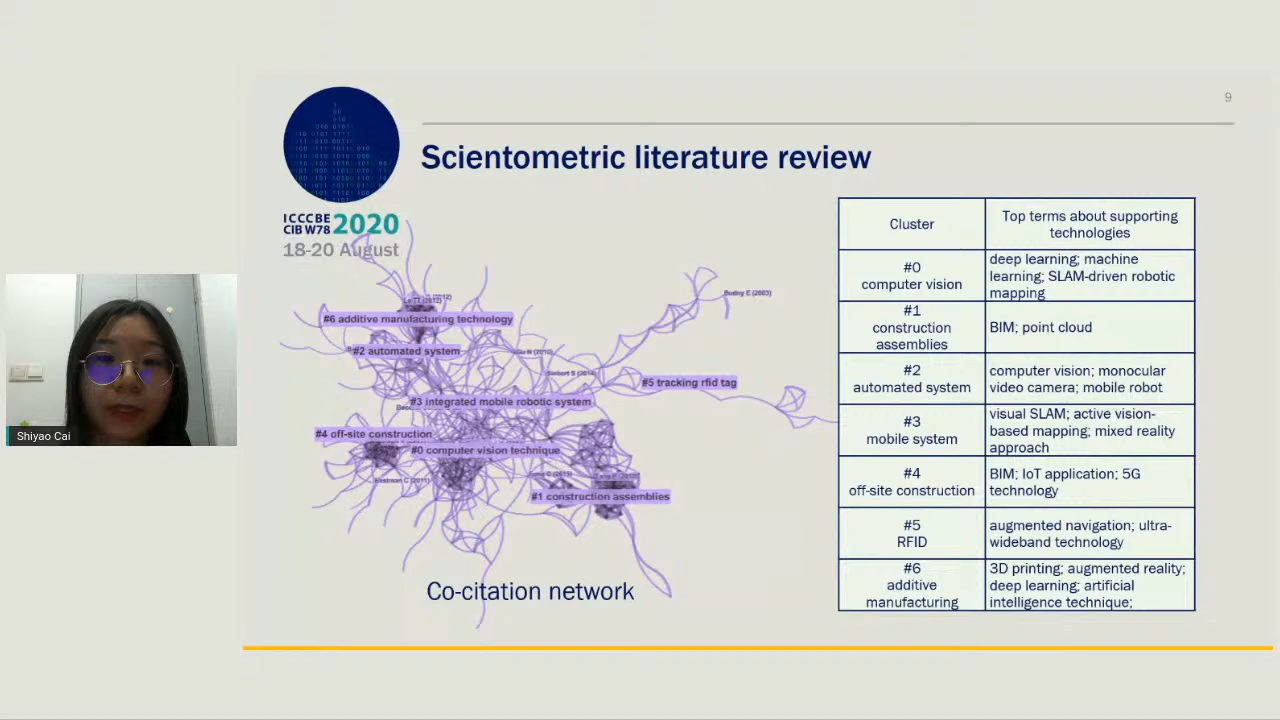 9
Scientometric literature review
ICCCBE
CIB W78
2020
18-20 August
Cluster
Top terms about supporting
technologies
#0
computer vision
deep learning; machine
learning; SLAM-driven robotic
mapping
#1
construction
assemblies
BIM; point cloud
#2
automated system
computer vision; monocular
video camera; mobile robot
#3
mobile system
visual SLAM; active vision-
based mapping; mixed reality
approach
#4
off-site construction
BIM; IoT application; 5G
technology
#5
RFID
augmented navigation; ultra-
wideband technology
#6
additive
manufacturing
3D printing; augmented reality;
deep learning; artificial
intelligence technique;
#6 additive manufacturing technology
#2 automated system
#5 tracking rfid tag
#3 integrated mobile robotic system
#4 off-site construction
#0 computer vision technique
#1 construction assemblies
Co-citation network
Shiyao Cai